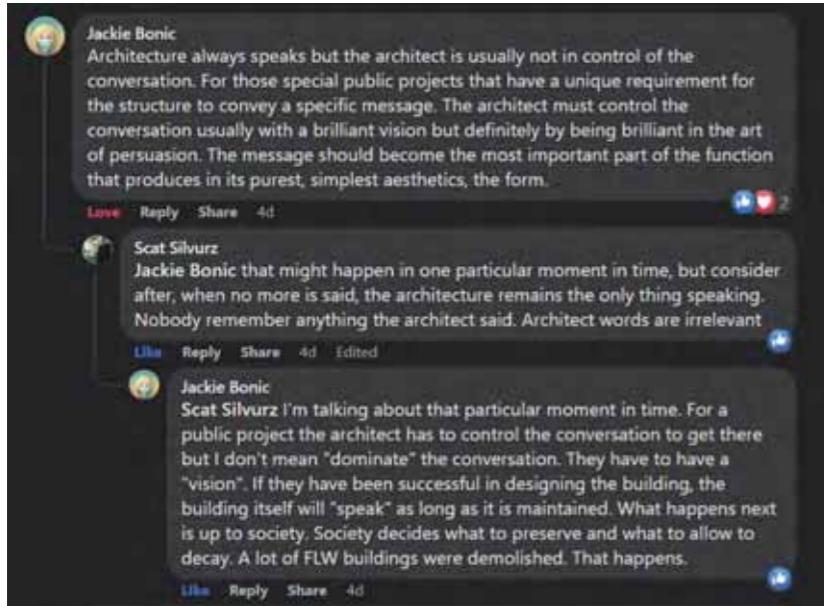 Jackie Bonic
Architecture always speaks but the architect is usually not in control of the
conversation. For those special public projects that have a unique requirement for
the structure to convey a specific message. The architect must control the
conversation usually with a brilliant vision but definitely by being brilliant in the art
of persuasion. The message should become the most important part of the function
that produces in its purest, simplest aesthetics, the form.
Love Reply Share 4d 2
Scat Silvurz
Jackie Bonic that might happen in one particular moment in time, but consider
after, when no more is said, the architecture remains the only thing speaking.
Nobody remember anything the architect said. Architect words are irrelevant
Like Reply Share 4d Edited
Jackie Bonic
Scat Silvurz I'm talking about that particular moment in time. For a
public project the architect has to control the conversation to get there
but I don't mean "dominate" the conversation. They have to have a
"vision". If they have been successful in designing the building, the
building itself will "speak" as long as it is maintained. What happens next
is up to society. Society decides what to preserve and what to allow to
decay. A lot of FLW buildings were demolished. That happens.
Like Reply Share 4d